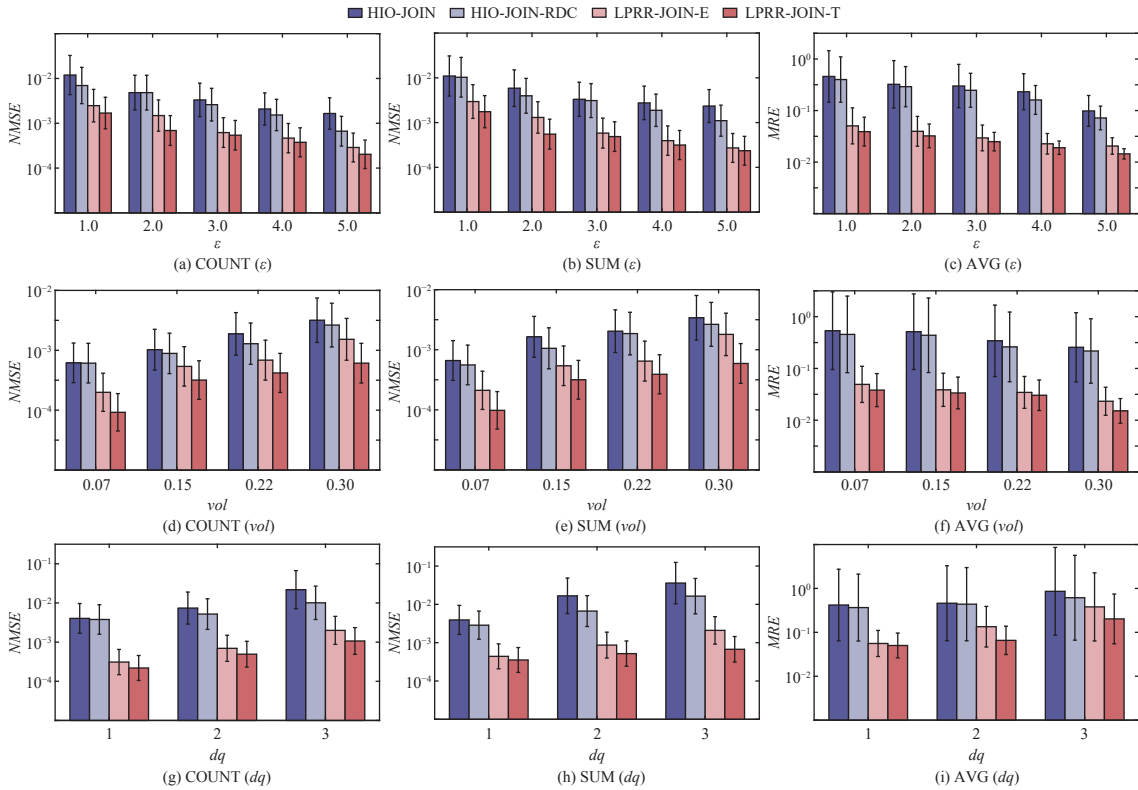 HIO-JOIN HIO-JOIN-RDC LPRR-JOIN-E LPRR-JOIN-T
NMSE 10⁻² 10⁻³ 10⁻⁴
1.0 2.0 3.0 4.0 5.0
ε
(a) COUNT (ε)
NMSE 10⁻² 10⁻³ 10⁻⁴
1.0 2.0 3.0 4.0 5.0
ε
(b) SUM (ε)
MRE 10⁰ 10⁻¹ 10⁻²
1.0 2.0 3.0 4.0 5.0
ε
(c) AVG (ε)
NMSE 10⁻² 10⁻³ 10⁻⁴
0.07 0.15 0.22 0.30
vol
(d) COUNT (vol)
NMSE 10⁻² 10⁻³ 10⁻⁴
0.07 0.15 0.22 0.30
vol
(e) SUM (vol)
MRE 10⁰ 10⁻¹ 10⁻²
0.07 0.15 0.22 0.30
vol
(f) AVG (vol)
NMSE 10⁻¹ 10⁻² 10⁻³ 10⁻⁴
1 2 3
dq
(g) COUNT (dq)
NMSE 10⁻¹ 10⁻² 10⁻³ 10⁻⁴
1 2 3
dq
(h) SUM (dq)
MRE 10⁰ 10⁻¹ 10⁻²
1 2 3
dq
(i) AVG (dq)